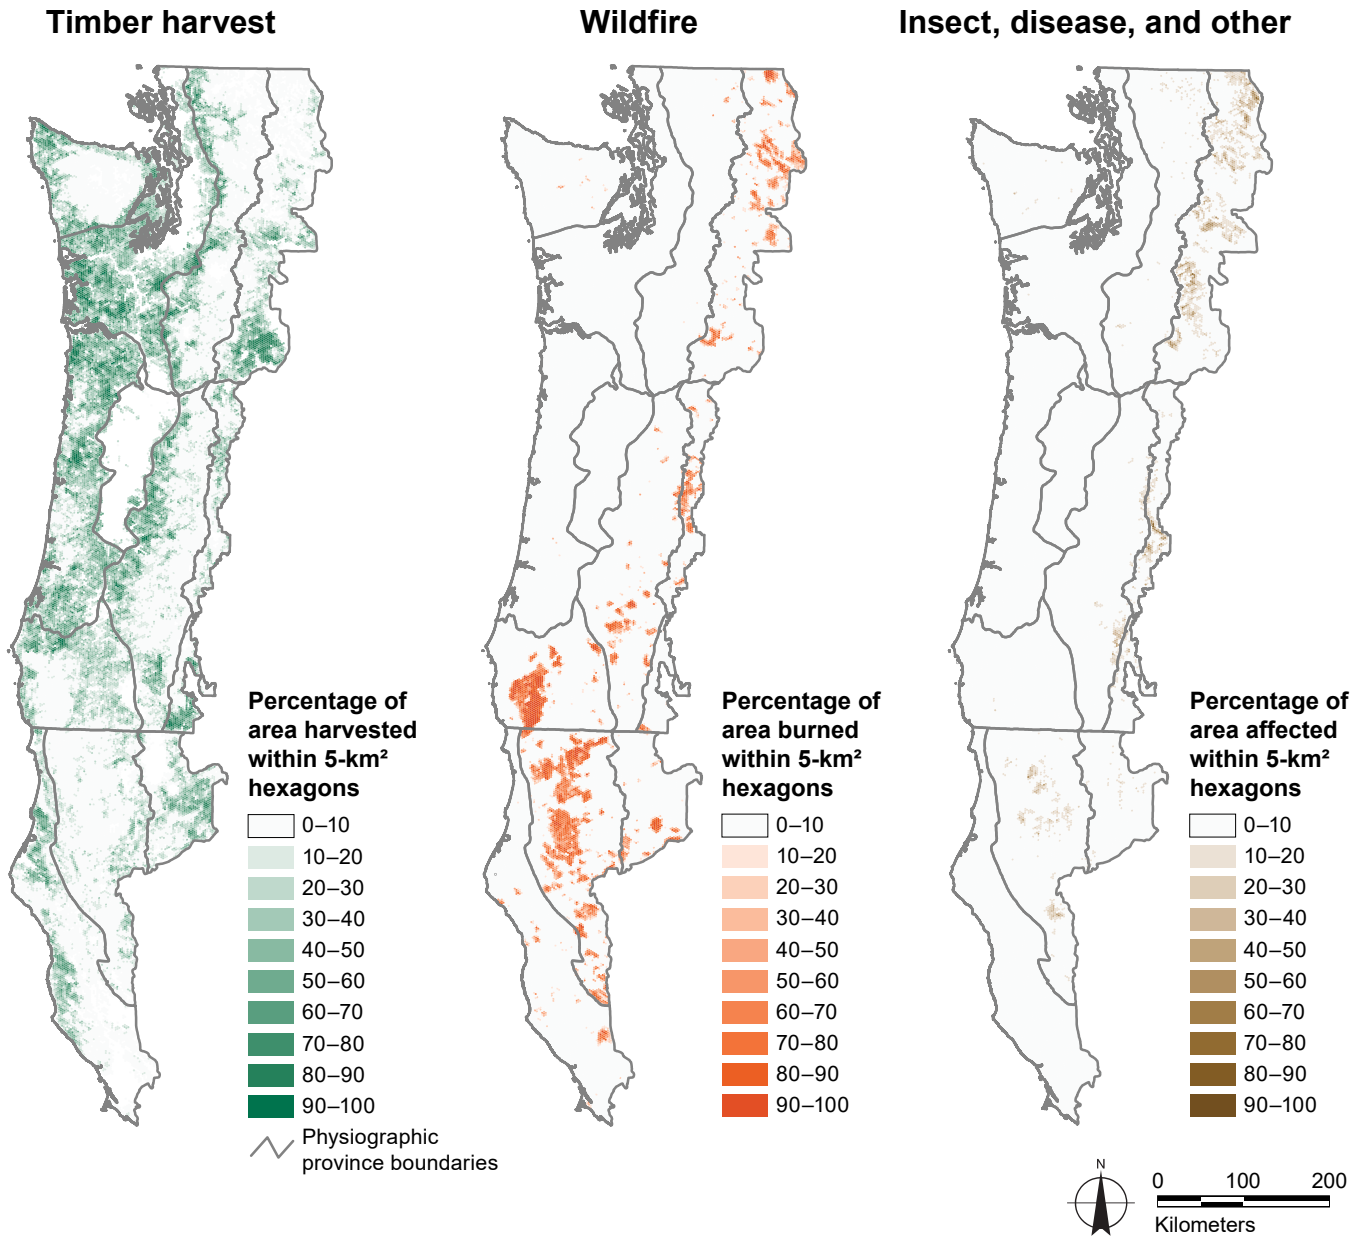 Timber harvest
Wildfire
Insect, disease, and other
Percentage of
area harvested
within 5-km²
hexagons
0–10
10–20
20–30
30–40
40–50
50–60
60–70
70–80
80–90
90–100
Physiographic
province boundaries
Percentage of
area burned
within 5-km²
hexagons
0–10
10–20
20–30
30–40
40–50
50–60
60–70
70–80
80–90
90–100
Percentage of
area affected
within 5-km²
hexagons
0–10
10–20
20–30
30–40
40–50
50–60
60–70
70–80
80–90
90–100
N
0 100 200
Kilometers